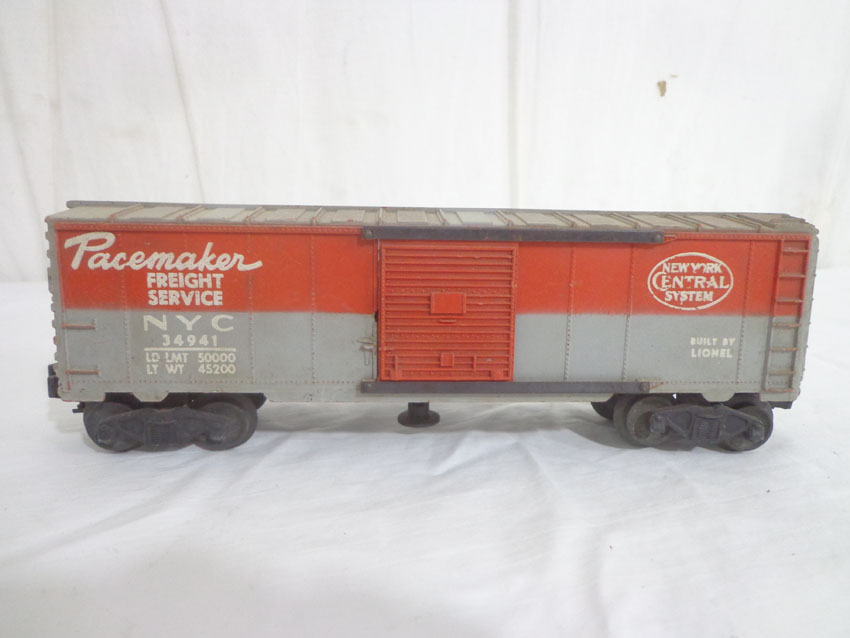 Pacemaker
FREIGHT
SERVICE
NYC
34941
LD LMT 50000
LT WT 45200
NEW YORK
CENTRAL
SYSTEM
BUILT BY
LIONEL